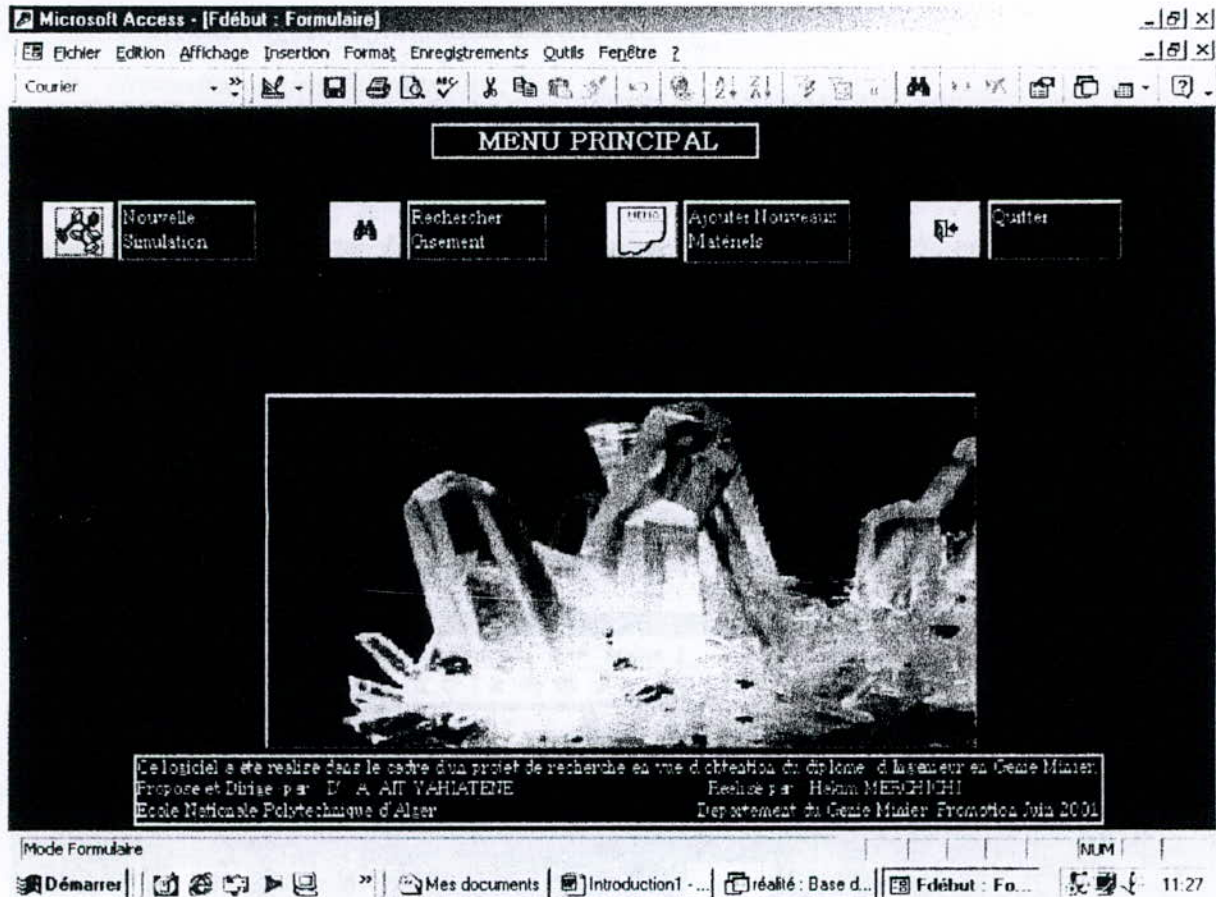 Microsoft Access - [Fdébut : Formulaire]
Fichier Edition Affichage Insertion Format Enregistrements Outils Fenêtre ?
Courier
MENU PRINCIPAL
Nouvelle Simulation
Rechercher Gisement
Ajouter Nouveaux Matériels
Quitter
Ce logiciel a été réalisé dans le cadre d'un projet de recherche en vue d'obtention du diplôme d'Ingénieur en Génie Minier
Proposé et Dirigé par D A AIT YAHIATENE Réalisé par Hakim MERCHICHI
Ecole Nationale Polytechnique d'Alger Département du Génie Minier Promotion Juin 2001
Mode Formulaire NUM
Démarrer Mes documents Introduction1 - ... réalité : Base d... Fdébut : Fo... 11:27